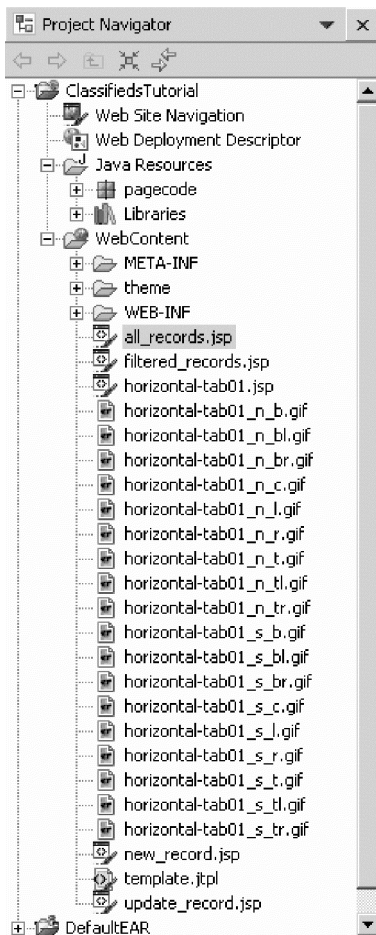 Project Navigator
ClassifiedsTutorial
Web Site Navigation
Web Deployment Descriptor
Java Resources
pagecode
Libraries
WebContent
META-INF
theme
WEB-INF
all_records.jsp
filtered_records.jsp
horizontal-tab01.jsp
horizontal-tab01_n_b.gif
horizontal-tab01_n_bl.gif
horizontal-tab01_n_br.gif
horizontal-tab01_n_c.gif
horizontal-tab01_n_l.gif
horizontal-tab01_n_r.gif
horizontal-tab01_n_t.gif
horizontal-tab01_n_tl.gif
horizontal-tab01_n_tr.gif
horizontal-tab01_s_b.gif
horizontal-tab01_s_bl.gif
horizontal-tab01_s_br.gif
horizontal-tab01_s_c.gif
horizontal-tab01_s_l.gif
horizontal-tab01_s_r.gif
horizontal-tab01_s_t.gif
horizontal-tab01_s_tl.gif
horizontal-tab01_s_tr.gif
new_record.jsp
template.jtpl
update_record.jsp
DefaultEAR